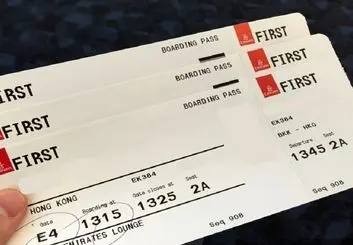 BOARDING PASS
FIRST
FIRST
BOARDING PASS
FIRST
FIRST
BOARDING PASS
FIRST
FIRST
EK384
BKK - HKG
Departure Seat
1345 2A
Seq 908
EK384
HONG KONG
Gate Boarding at Gate closes at Seat
E4 1315 1325 2A
EMIRATES LOUNGE
Seq 908